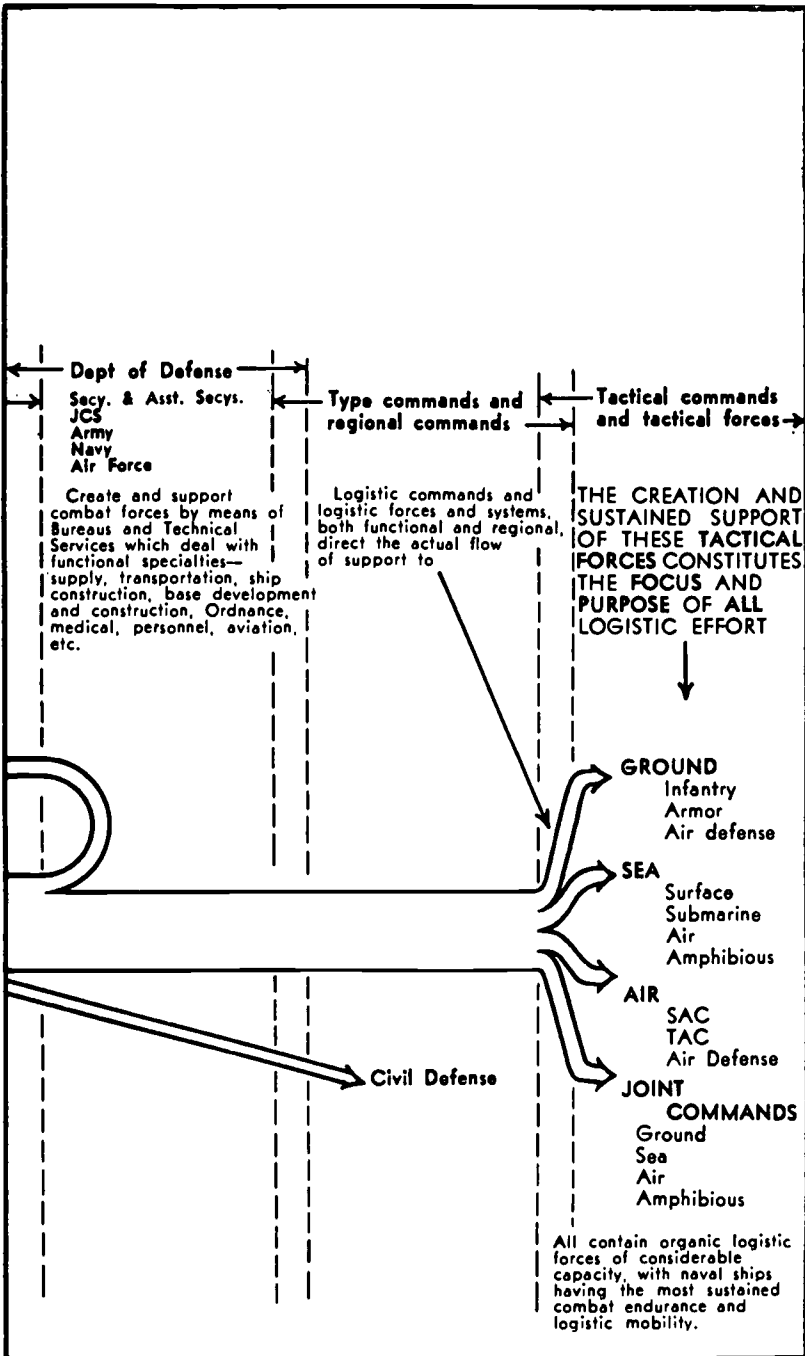 Dept of Defense
Secy. & Asst. Secys.
JCS
Army
Navy
Air Force
Create and support
combat forces by means of
Bureaus and Technical
Services which deal with
functional specialties—
supply, transportation, ship
construction, base development
and construction, Ordnance,
medical, personnel, aviation,
etc.
Type commands and
regional commands
Logistic commands and
logistic forces and systems,
both functional and regional,
direct the actual flow
of support to
Tactical commands
and tactical forces
THE CREATION AND
SUSTAINED SUPPORT
OF THESE TACTICAL
FORCES CONSTITUTES
THE FOCUS AND
PURPOSE OF ALL
LOGISTIC EFFORT
GROUND
Infantry
Armor
Air defense
SEA
Surface
Submarine
Air
Amphibious
AIR
SAC
TAC
Air Defense
JOINT
COMMANDS
Ground
Sea
Air
Amphibious
Civil Defense
All contain organic logistic
forces of considerable
capacity, with naval ships
having the most sustained
combat endurance and
logistic mobility.